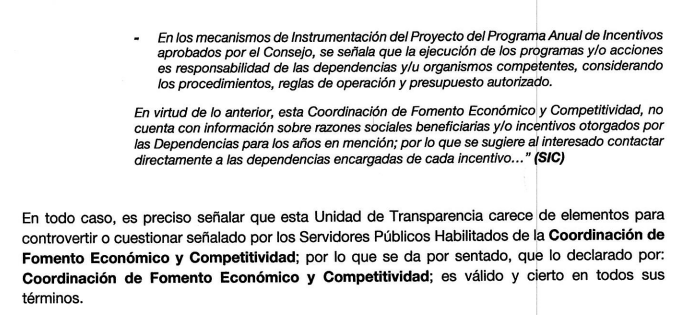 - En los mecanismos de Instrumentación del Proyecto del Programa Anual de Incentivos
aprobados por el Consejo, se señala que la ejecución de los programas y/o acciones
es responsabilidad de las dependencias y/u organismos competentes, considerando
los procedimientos, reglas de operación y presupuesto autorizado.
En virtud de lo anterior, esta Coordinación de Fomento Económico y Competitividad, no
cuenta con información sobre razones sociales beneficiarias y/o incentivos otorgados por
las Dependencias para los años en mención; por lo que se sugiere al interesado contactar
directamente a las dependencias encargadas de cada incentivo…" (SIC)
En todo caso, es preciso señalar que esta Unidad de Transparencia carece de elementos para
controvertir o cuestionar señalado por los Servidores Públicos Habilitados de la Coordinación de
Fomento Económico y Competitividad; por lo que se da por sentado, que lo declarado por:
Coordinación de Fomento Económico y Competitividad; es válido y cierto en todos sus
términos.